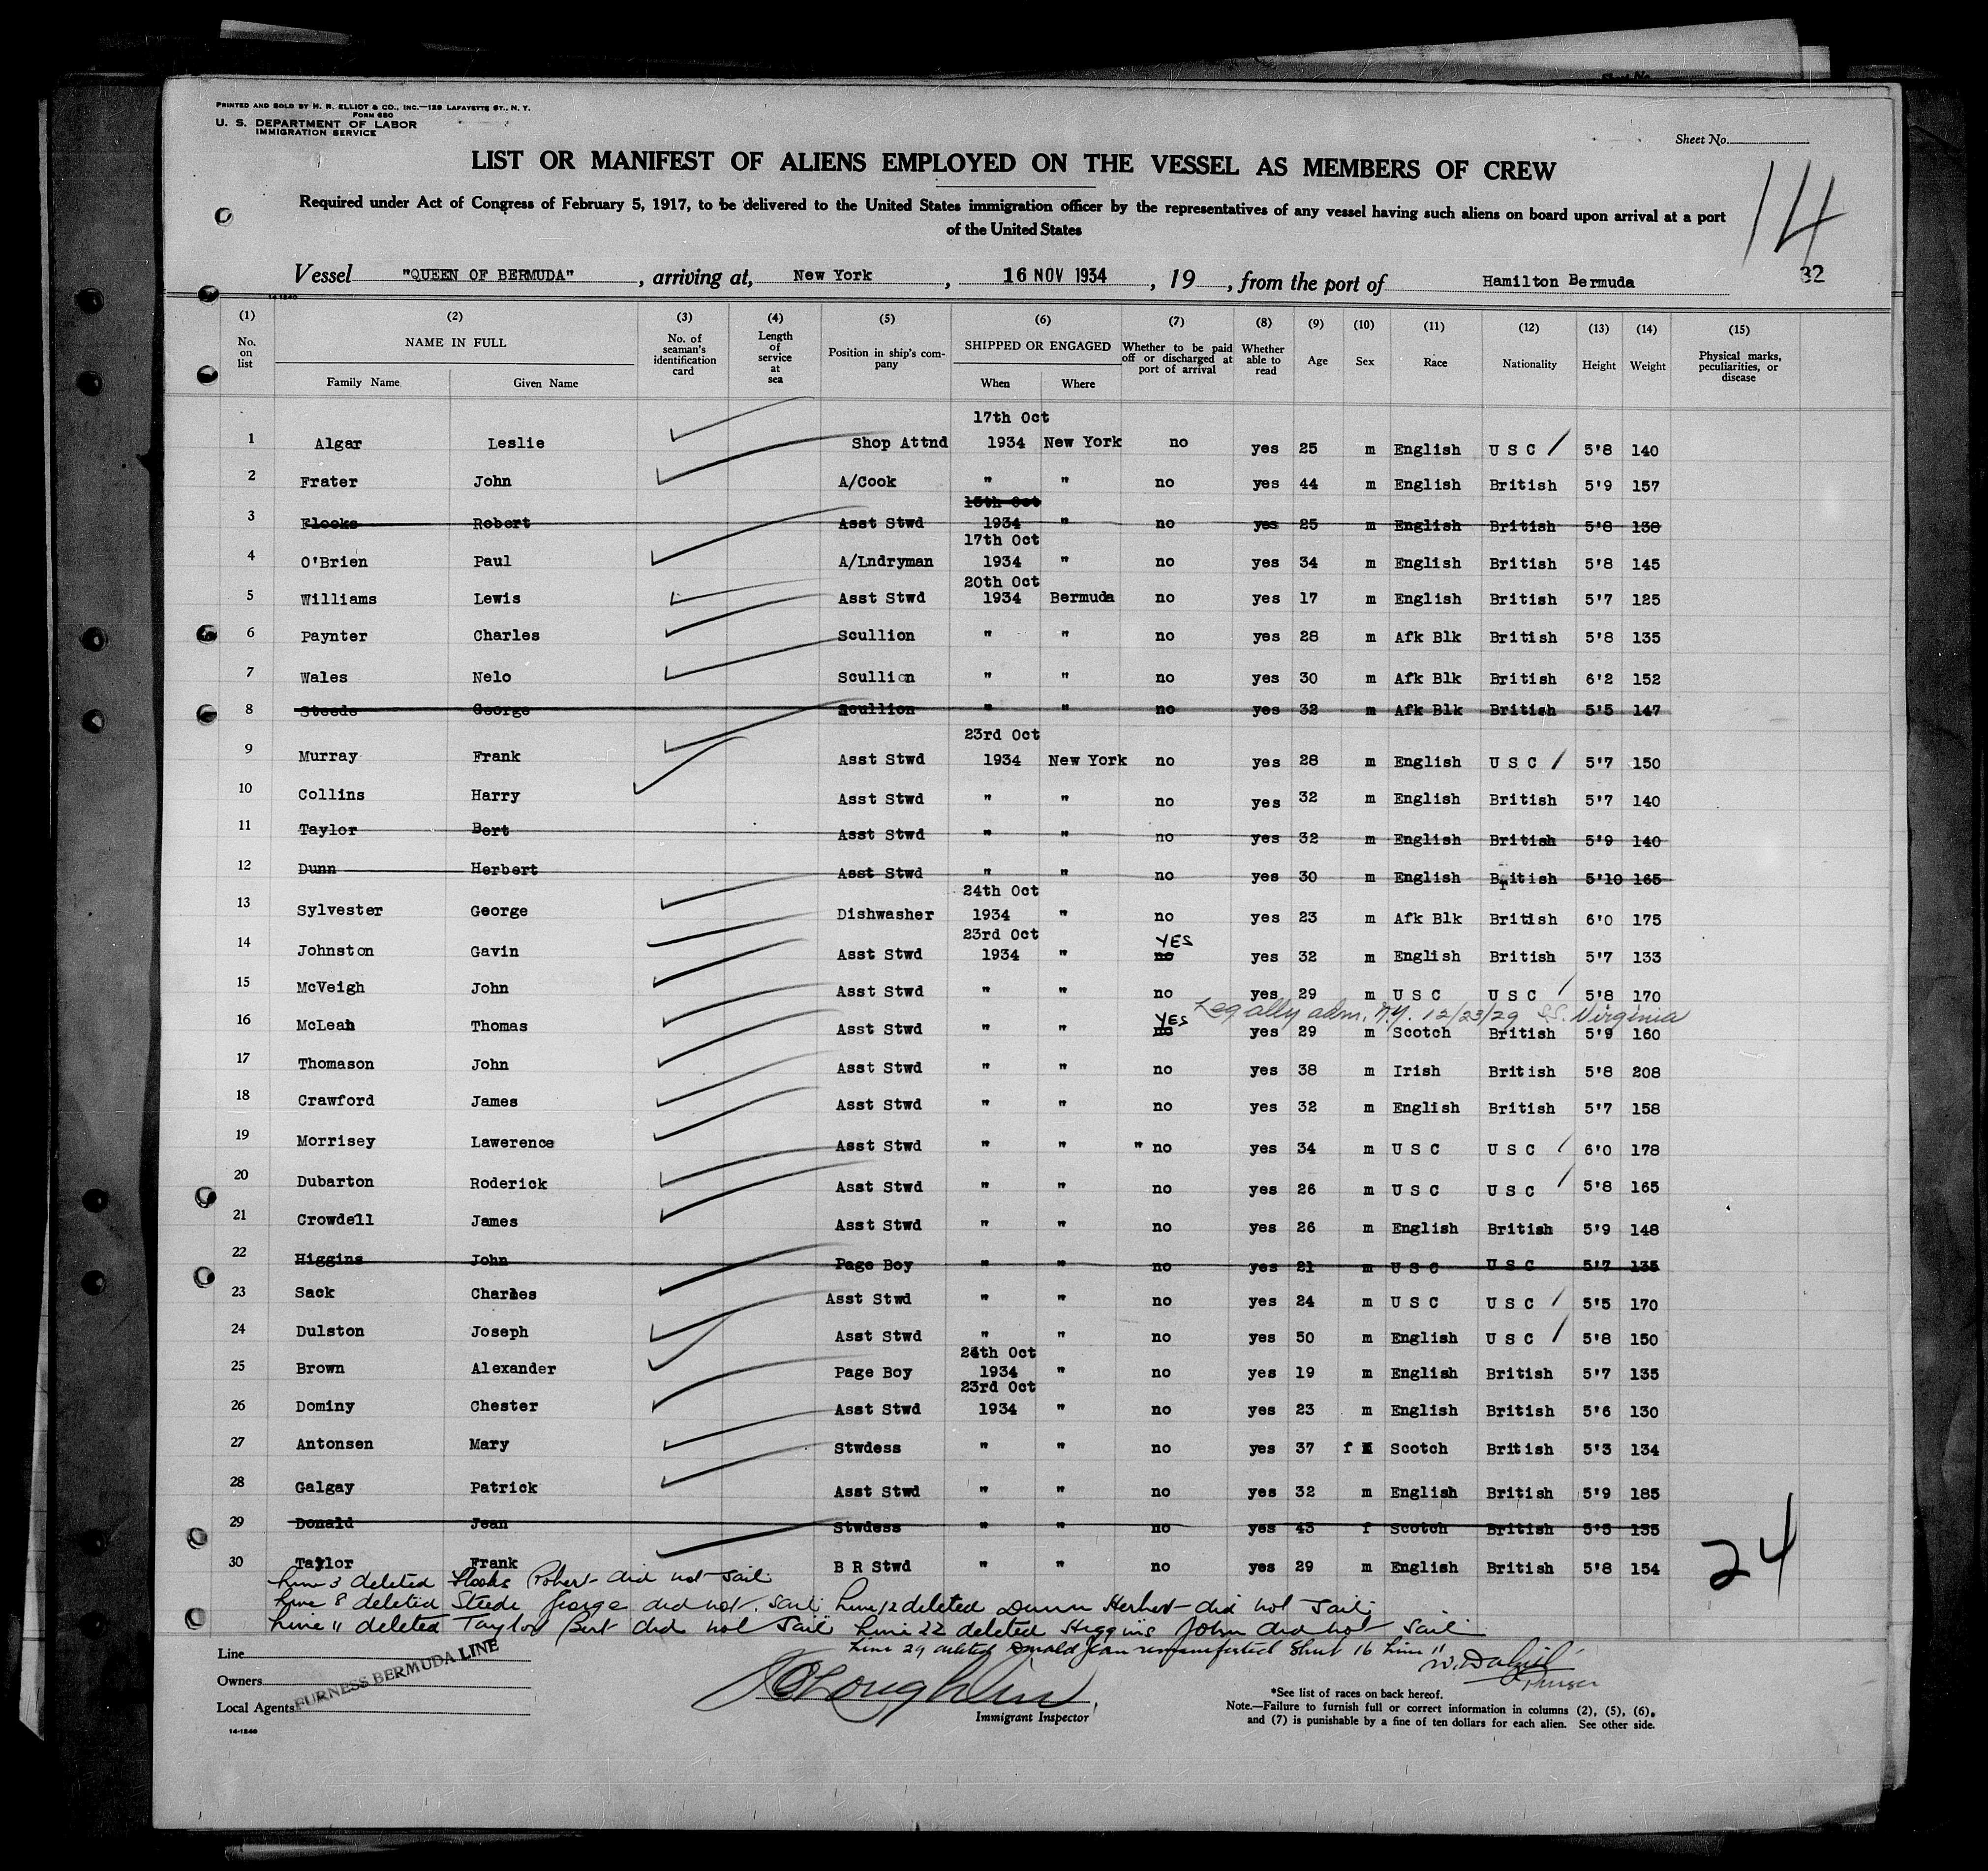 Sheet No.
PRINTED AND SOLD BY H. R. ELLIOT & CO., INC.—129 LAFAYETTE ST., N. Y.
FORM 680
U. S. DEPARTMENT OF LABOR
IMMIGRATION SERVICE
Sheet No.
14
LIST OR MANIFEST OF ALIENS EMPLOYED ON THE VESSEL AS MEMBERS OF CREW
Required under Act of Congress of February 5, 1917, to be delivered to the United States immigration officer by the representatives of any vessel having such aliens on board upon arrival at a port
of the United States
Vessel "QUEEN OF BERMUDA" , arriving at, New York , 16 NOV 1934 , 19 , from the port of Hamilton Bermuda 32
14-1240
(1) (2) (3) (4) (5) (6) (7) (8) (9) (10) (11) (12) (13) (14) (15)
No. on list NAME IN FULL No. of seaman's identification card Length of service at sea Position in ship's company SHIPPED OR ENGAGED Whether to be paid off or discharged at port of arrival Whether able to read Age Sex Race Nationality Height Weight Physical marks, peculiarities, or disease
Family Name Given Name When Where
17th Oct
1 Algar Leslie Shop Attnd 1934 New York no yes 25 m English U S C 5'8 140
2 Frater John A/Cook " " no yes 44 m English British 5'9 157
15th Oct
3 Flooks Robert Asst Stwd 1934 " no yes 25 m English British 5'8 138
17th Oct
4 O'Brien Paul A/Lndryman 1934 " no yes 34 m English British 5'8 145
20th Oct
5 Williams Lewis Asst Stwd 1934 Bermuda no yes 17 m English British 5'7 125
6 Paynter Charles Scullion " " no yes 28 m Afk Blk British 5'8 135
7 Wales Nelo Scullion " " no yes 30 m Afk Blk British 6'2 152
8 Steede George Scullion " " no yes 32 m Afk Blk British 5'5 147
23rd Oct
9 Murray Frank Asst Stwd 1934 New York no yes 28 m English U S C 5'7 150
10 Collins Harry Asst Stwd " " no yes 32 m English British 5'7 140
11 Taylor Bert Asst Stwd " " no yes 32 m English British 5'9 140
12 Dunn Herbert Asst Stwd " " no yes 30 m English British 5'10 165
24th Oct
13 Sylvester George Dishwasher 1934 " no yes 23 m Afk Blk British 6'0 175
23rd Oct YES
14 Johnston Gavin Asst Stwd 1934 " no yes 32 m English British 5'7 133
15 McVeigh John Asst Stwd " " no yes 29 m U S C U S C 5'8 170
YES Legally adm. N.Y. 12/23/29 S.S. Virginia
16 McLean Thomas Asst Stwd " " no yes 29 m Scotch British 5'9 160
17 Thomason John Asst Stwd " " no yes 38 m Irish British 5'8 208
18 Crawford James Asst Stwd " " no yes 32 m English British 5'7 158
19 Morrisey Lawerence Asst Stwd " " " no yes 34 m U S C U S C 6'0 178
20 Dubarton Roderick Asst Stwd " " no yes 26 m U S C U S C 5'8 165
21 Crowdell James Asst Stwd " " no yes 26 m English British 5'9 148
22 Higgins John Page Boy " " no yes 21 m U S C U S C 5'7 135
23 Sack Charles Asst Stwd " " no yes 24 m U S C U S C 5'5 170
24 Dulston Joseph Asst Stwd " " no yes 50 m English U S C 5'8 150
24th Oct
25 Brown Alexander Page Boy 1934 " no yes 19 m English British 5'7 135
23rd Oct
26 Dominy Chester Asst Stwd 1934 " no yes 23 m English British 5'6 130
27 Antonsen Mary Stwdess " " no yes 37 f Scotch British 5'3 134
28 Galgay Patrick Asst Stwd " " no yes 32 m English British 5'9 185
29 Donald Jean Stwdess " " no yes 43 f Scotch British 5'5 135
30 Taylor Frank B R Stwd " " no yes 29 m English British 5'8 154
24
Line 3 deleted Flooks Robert did not sail
Line 8 deleted Steede George did not sail Line 12 deleted Dunn Herbert did not sail
Line 11 deleted Taylor Bert did not sail Line 22 deleted Higgins John did not sail
Line 29 deleted Donald Jean remanifested Sheet 16 Line 11
Line
Owners
Local Agents
FURNESS BERMUDA LINE
14-1240
Immigrant Inspector
Purser
*See list of races on back hereof.
Note.—Failure to furnish full or correct information in columns (2), (5), (6),
and (7) is punishable by a fine of ten dollars for each alien. See other side.